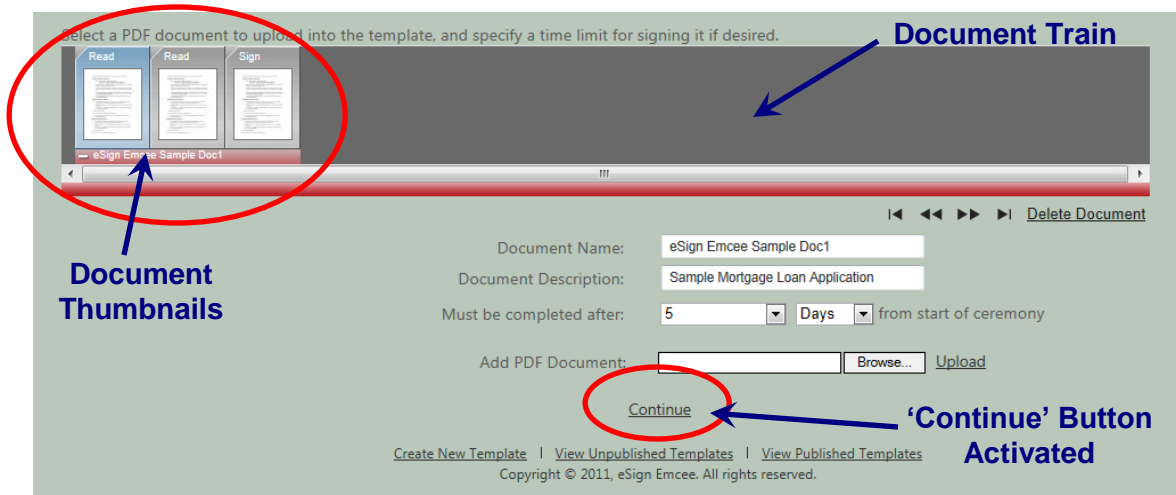 Select a PDF document to upload into the template, and specify a time limit for signing it if desired.
Document Train
Read Read Sign
eSign Emcee Sample Doc1
Delete Document
Document Name: eSign Emcee Sample Doc1
Document
Thumbnails
Document Description: Sample Mortgage Loan Application
Must be completed after: 5 Days from start of ceremony
Add PDF Document: Browse... Upload
Continue
‘Continue’ Button
Activated
Create New Template | View Unpublished Templates | View Published Templates
Copyright © 2011, eSign Emcee. All rights reserved.